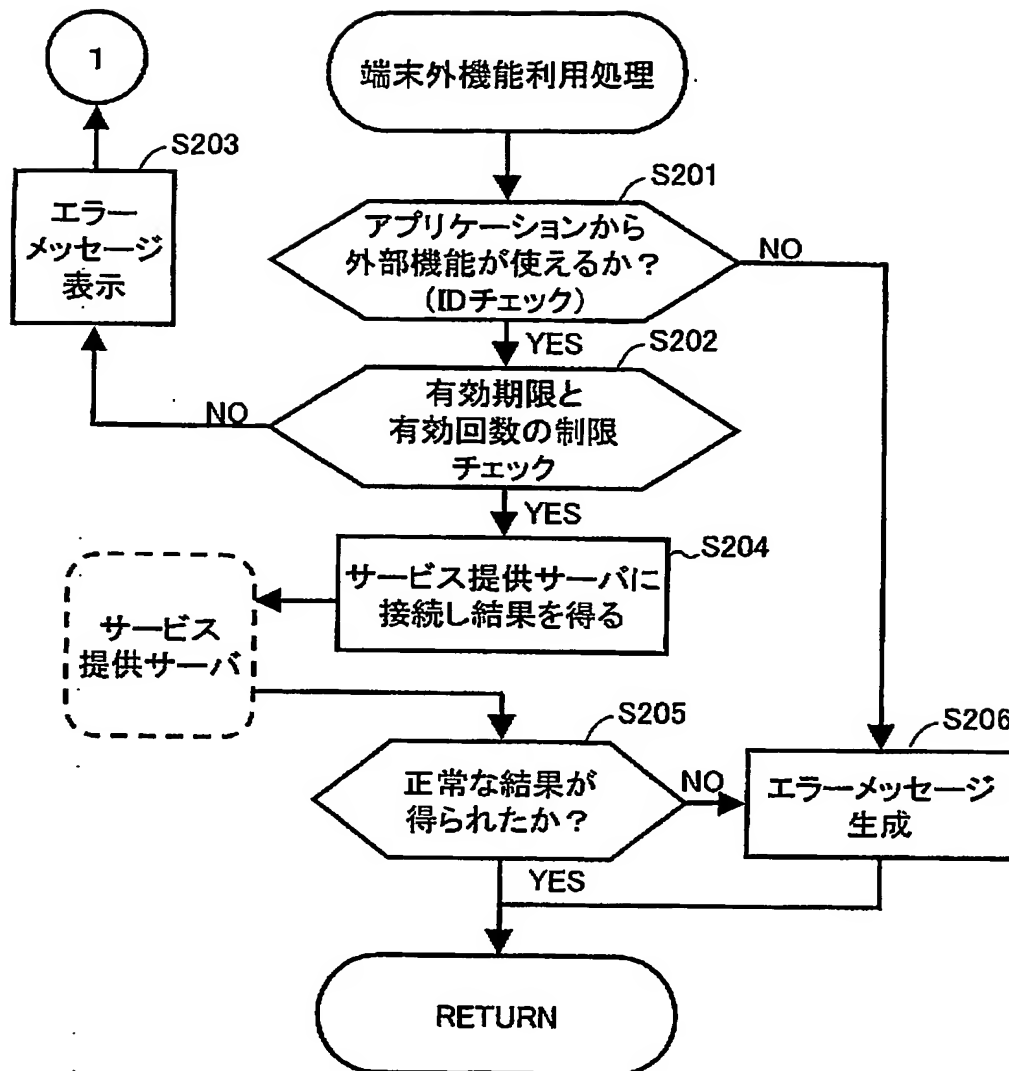 1
端末外機能利用処理
S203
エラー
メッセージ
表示
S201
アプリケーションから
外部機能が使えるか？
(IDチェック)
NO
YES
S202
有効期限と
有効回数の制限
チェック
NO
YES
S204
サービス提供サーバに
接続し結果を得る
サービス
提供サーバ
S205
正常な結果が
得られたか？
NO
YES
S206
エラーメッセージ
生成
RETURN